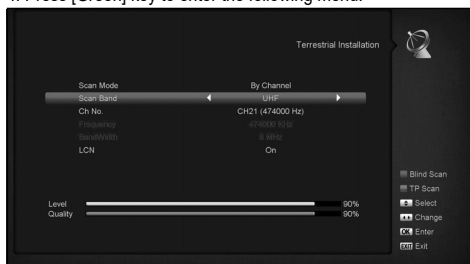 4. Press [Green] key to enter the following menu:
Terrestrial Installation
Scan Mode By Channel
Scan Band UHF
Ch No. CH21 (474000 Hz)
Frequency 474000 KHz
BandWidth 8 MHz
LCN On
Blind Scan
TP Scan
Select
Change
OK Enter
EXIT Exit
Level 90%
Quality 90%